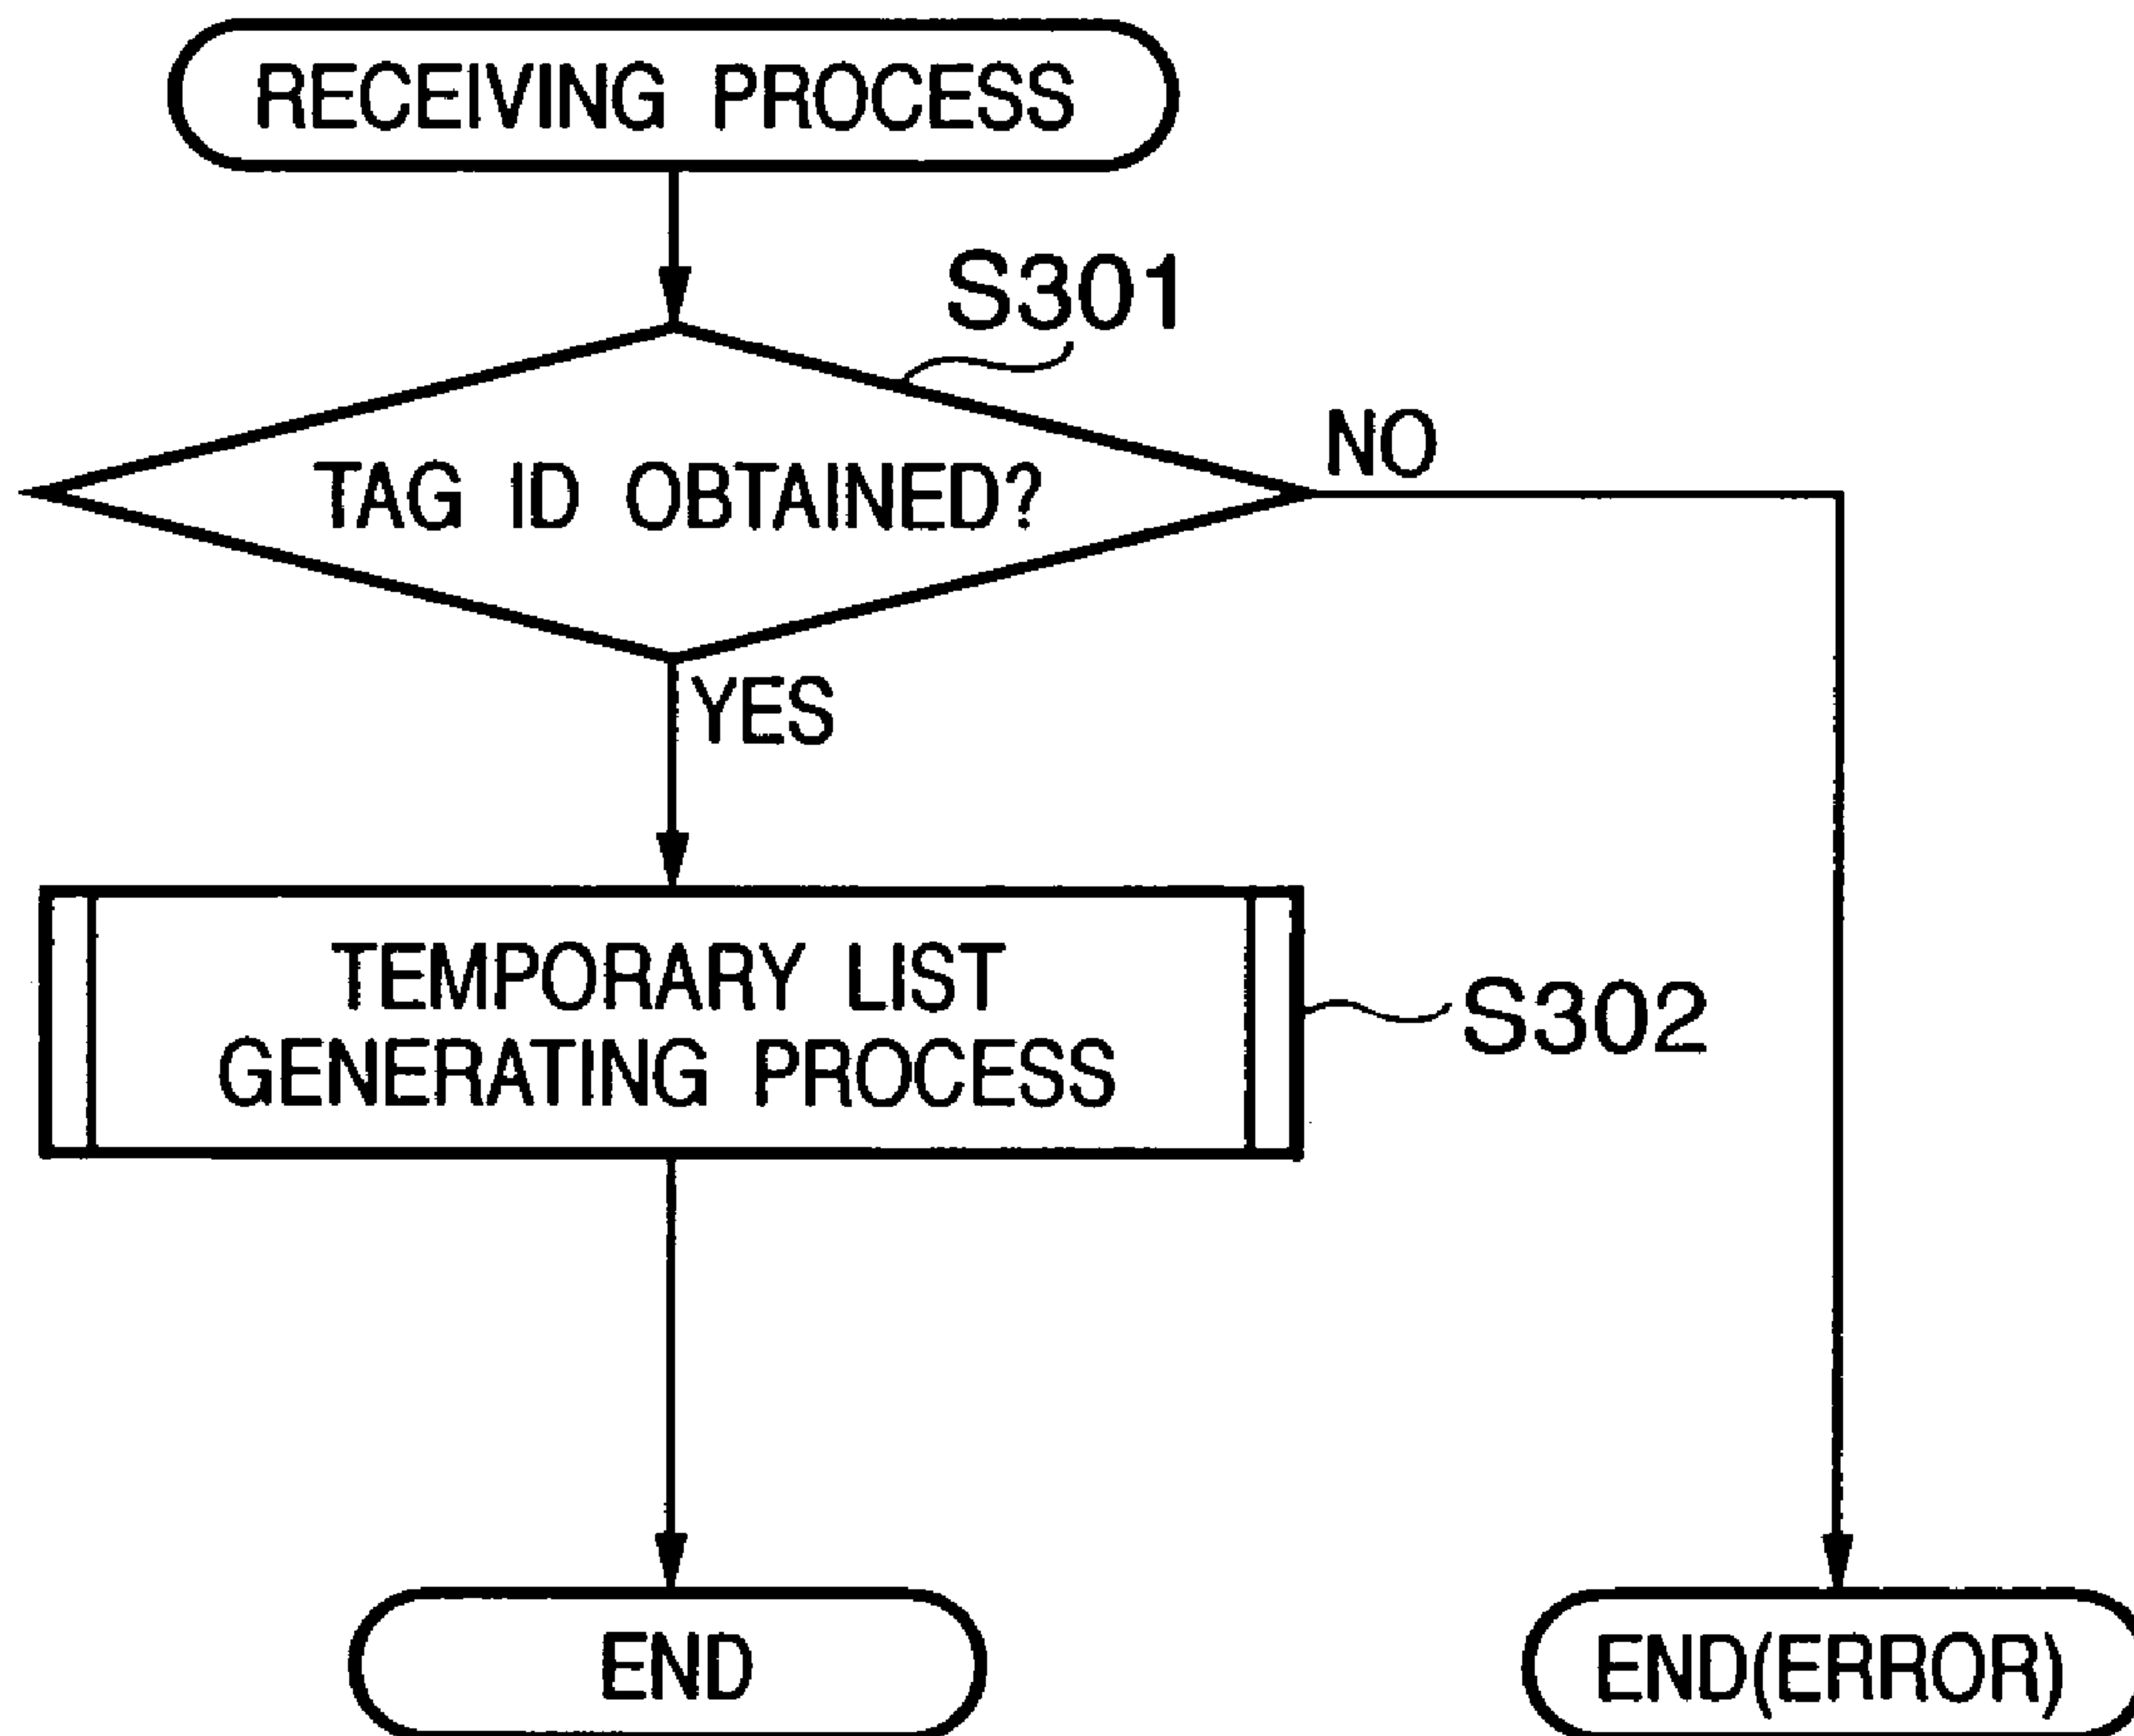 RECEIVING PROCESS
S301
TAG ID OBTAINED?
NO
YES
TEMPORARY LIST
GENERATING PROCESS
S302
END
END(ERROR)